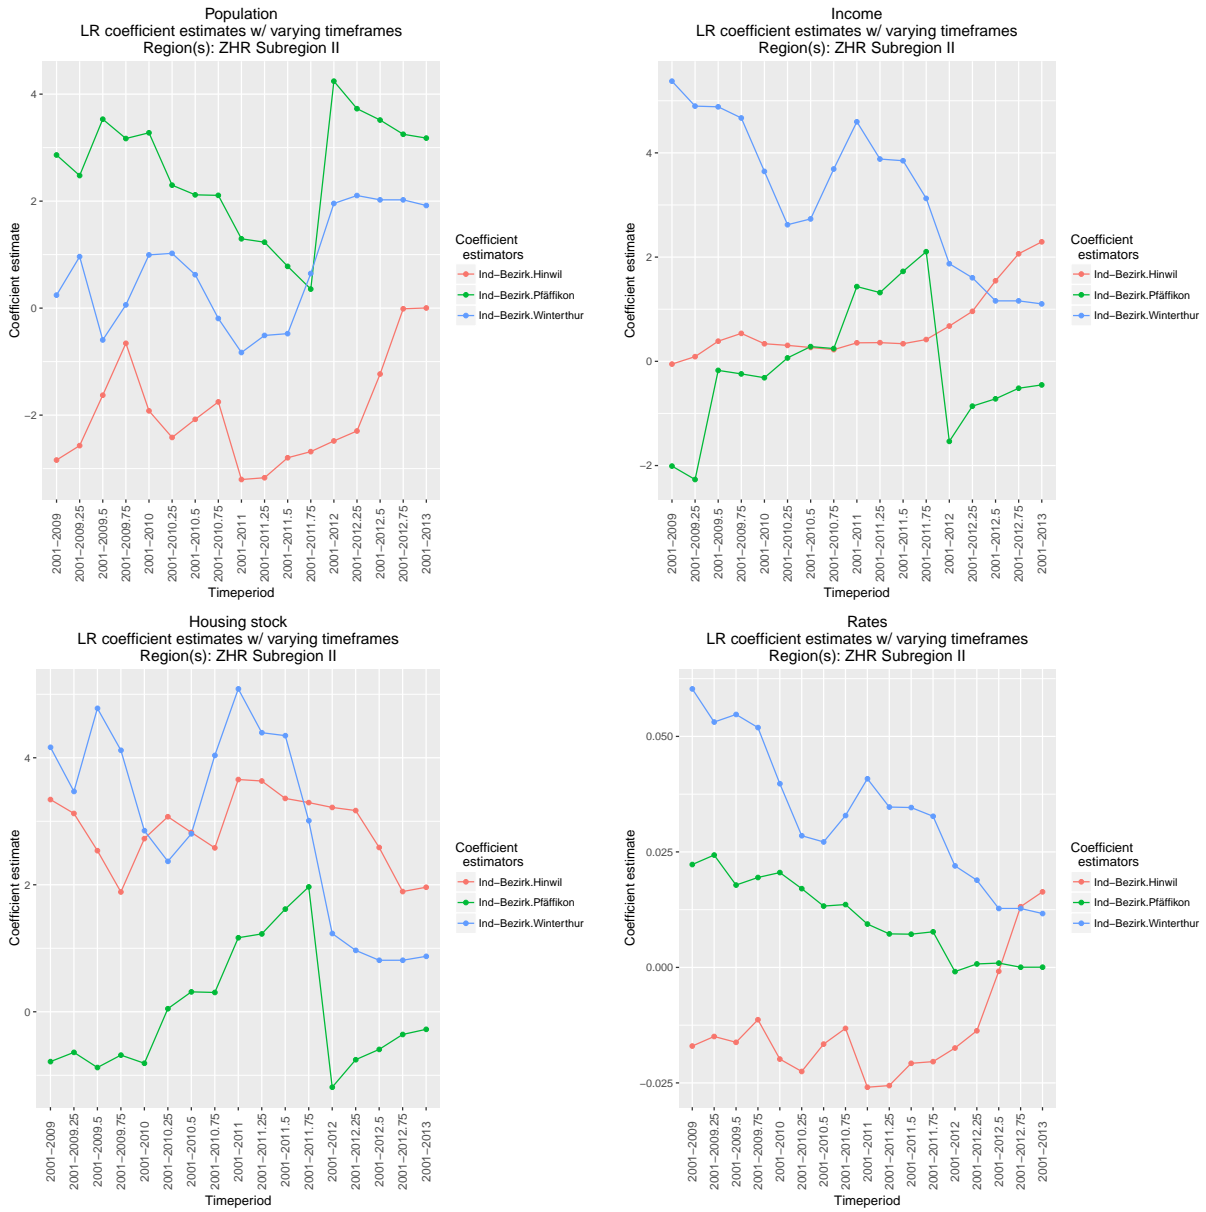 Population
LR coefficient estimates w/ varying timeframes
Region(s): ZHR Subregion II
Coefficient estimate
4
2
0
−2
2001−2009
2001−2009.25
2001−2009.5
2001−2009.75
2001−2010
2001−2010.25
2001−2010.5
2001−2010.75
2001−2011
2001−2011.25
2001−2011.5
2001−2011.75
2001−2012
2001−2012.25
2001−2012.5
2001−2012.75
2001−2013
Timeperiod
Coefficient
estimators
Ind−Bezirk.Hinwil
Ind−Bezirk.Pfäffikon
Ind−Bezirk.Winterthur
Income
LR coefficient estimates w/ varying timeframes
Region(s): ZHR Subregion II
Coefficient estimate
4
2
0
−2
2001−2009
2001−2009.25
2001−2009.5
2001−2009.75
2001−2010
2001−2010.25
2001−2010.5
2001−2010.75
2001−2011
2001−2011.25
2001−2011.5
2001−2011.75
2001−2012
2001−2012.25
2001−2012.5
2001−2012.75
2001−2013
Timeperiod
Coefficient
estimators
Ind−Bezirk.Hinwil
Ind−Bezirk.Pfäffikon
Ind−Bezirk.Winterthur
Housing stock
LR coefficient estimates w/ varying timeframes
Region(s): ZHR Subregion II
Coefficient estimate
4
2
0
2001−2009
2001−2009.25
2001−2009.5
2001−2009.75
2001−2010
2001−2010.25
2001−2010.5
2001−2010.75
2001−2011
2001−2011.25
2001−2011.5
2001−2011.75
2001−2012
2001−2012.25
2001−2012.5
2001−2012.75
2001−2013
Timeperiod
Coefficient
estimators
Ind−Bezirk.Hinwil
Ind−Bezirk.Pfäffikon
Ind−Bezirk.Winterthur
Rates
LR coefficient estimates w/ varying timeframes
Region(s): ZHR Subregion II
Coefficient estimate
0.050
0.025
0.000
−0.025
2001−2009
2001−2009.25
2001−2009.5
2001−2009.75
2001−2010
2001−2010.25
2001−2010.5
2001−2010.75
2001−2011
2001−2011.25
2001−2011.5
2001−2011.75
2001−2012
2001−2012.25
2001−2012.5
2001−2012.75
2001−2013
Timeperiod
Coefficient
estimators
Ind−Bezirk.Hinwil
Ind−Bezirk.Pfäffikon
Ind−Bezirk.Winterthur